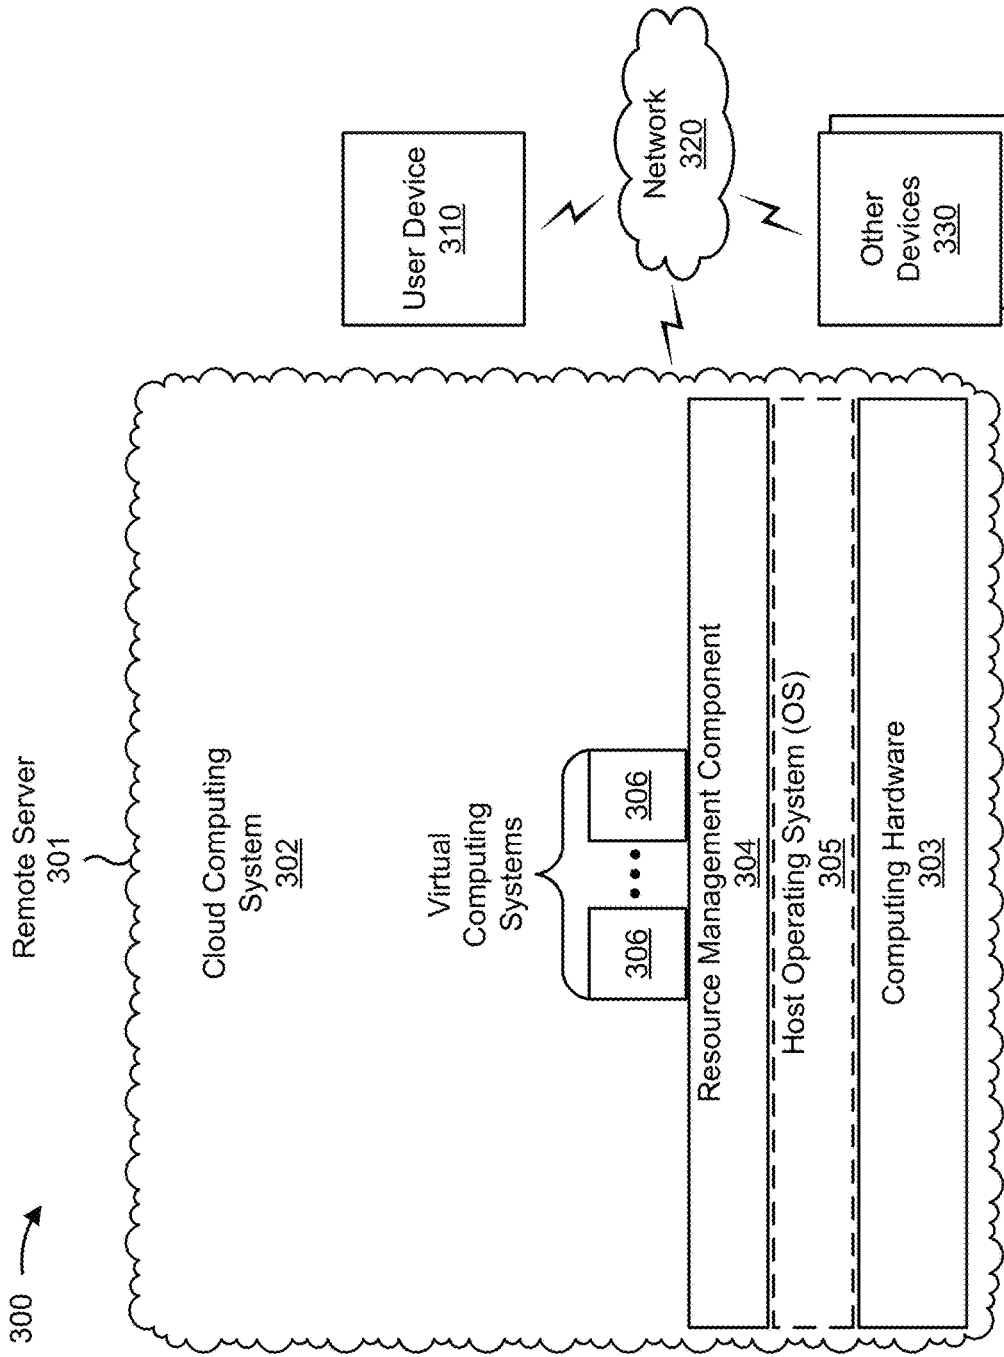 300
Remote Server
301
Cloud Computing
System
302
Virtual
Computing
Systems
306
306
Resource Management Component
304
Host Operating System (OS)
305
Computing Hardware
303
User Device
310
Network
320
Other
Devices
330